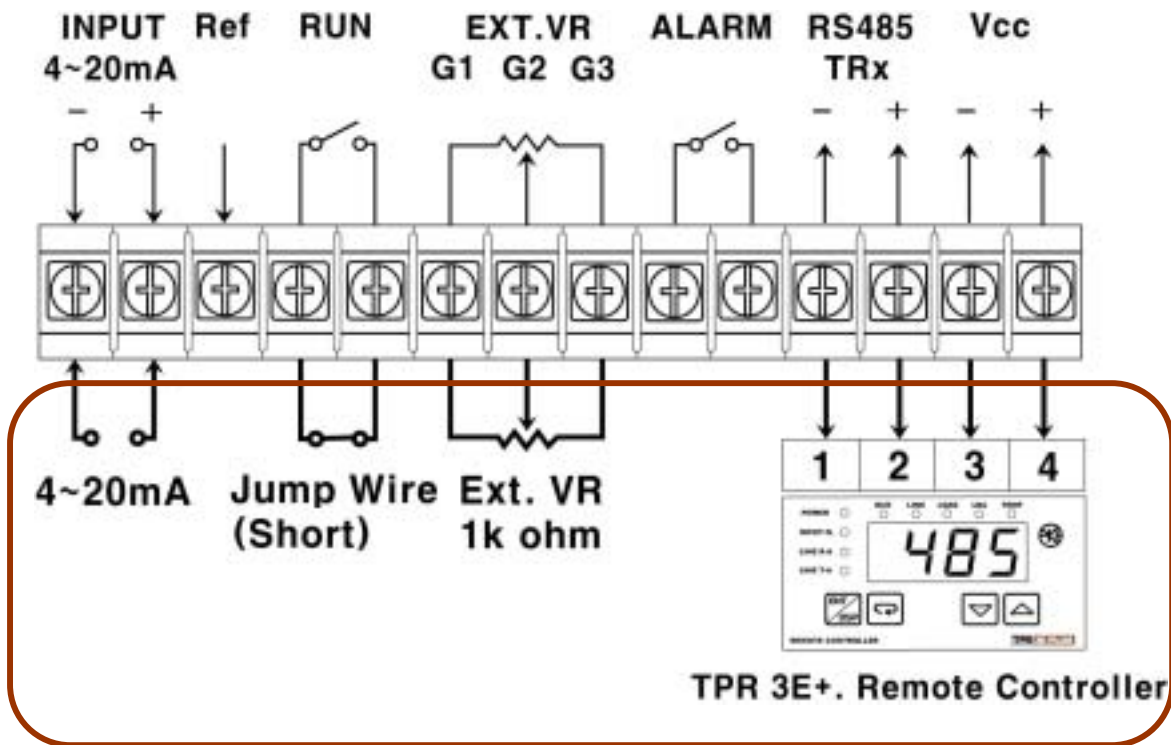 INPUT Ref RUN EXT.VR ALARM RS485 Vcc
4~20mA G1 G2 G3 TRx
− + − + − +
4~20mA Jump Wire Ext. VR
(Short) 1k ohm
1 2 3 4
POWER
485
REMOTE CONTROLLER
TPR 3E+. Remote Controller